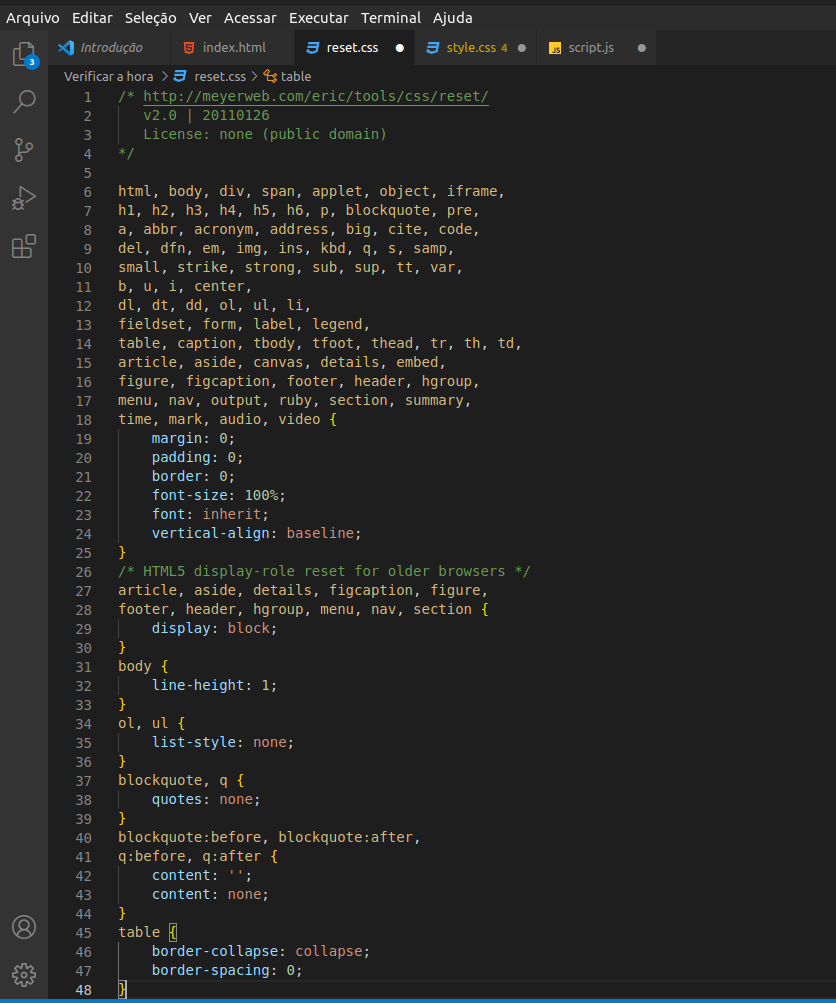 Arquivo Editar Seleção Ver Acessar Executar Terminal Ajuda
Introdução index.html reset.css style.css 4 script.js
3
Verificar a hora > reset.css > table
1 /* http://meyerweb.com/eric/tools/css/reset/
2    v2.0 | 20110126
3    License: none (public domain)
4 */
5
6 html, body, div, span, applet, object, iframe,
7 h1, h2, h3, h4, h5, h6, p, blockquote, pre,
8 a, abbr, acronym, address, big, cite, code,
9 del, dfn, em, img, ins, kbd, q, s, samp,
10 small, strike, strong, sub, sup, tt, var,
11 b, u, i, center,
12 dl, dt, dd, ol, ul, li,
13 fieldset, form, label, legend,
14 table, caption, tbody, tfoot, thead, tr, th, td,
15 article, aside, canvas, details, embed,
16 figure, figcaption, footer, header, hgroup,
17 menu, nav, output, ruby, section, summary,
18 time, mark, audio, video {
19     margin: 0;
20     padding: 0;
21     border: 0;
22     font-size: 100%;
23     font: inherit;
24     vertical-align: baseline;
25 }
26 /* HTML5 display-role reset for older browsers */
27 article, aside, details, figcaption, figure,
28 footer, header, hgroup, menu, nav, section {
29     display: block;
30 }
31 body {
32     line-height: 1;
33 }
34 ol, ul {
35     list-style: none;
36 }
37 blockquote, q {
38     quotes: none;
39 }
40 blockquote:before, blockquote:after,
41 q:before, q:after {
42     content: '';
43     content: none;
44 }
45 table {
46     border-collapse: collapse;
47     border-spacing: 0;
48 }